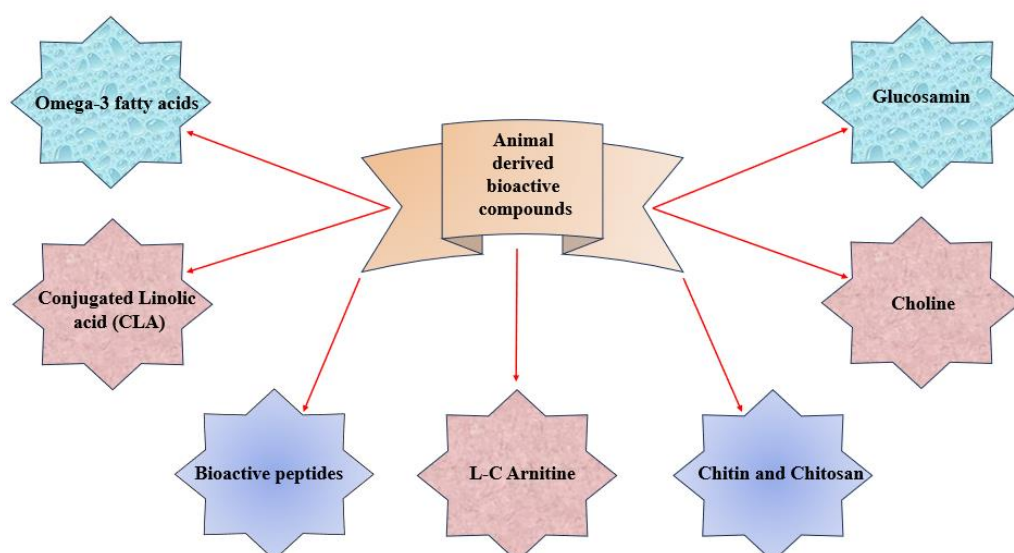 Omega-3 fatty acids
Glucosamin
Animal
derived
bioactive
compounds
Conjugated Linolic
acid (CLA)
Choline
Bioactive peptides
L-C Arnitine
Chitin and Chitosan